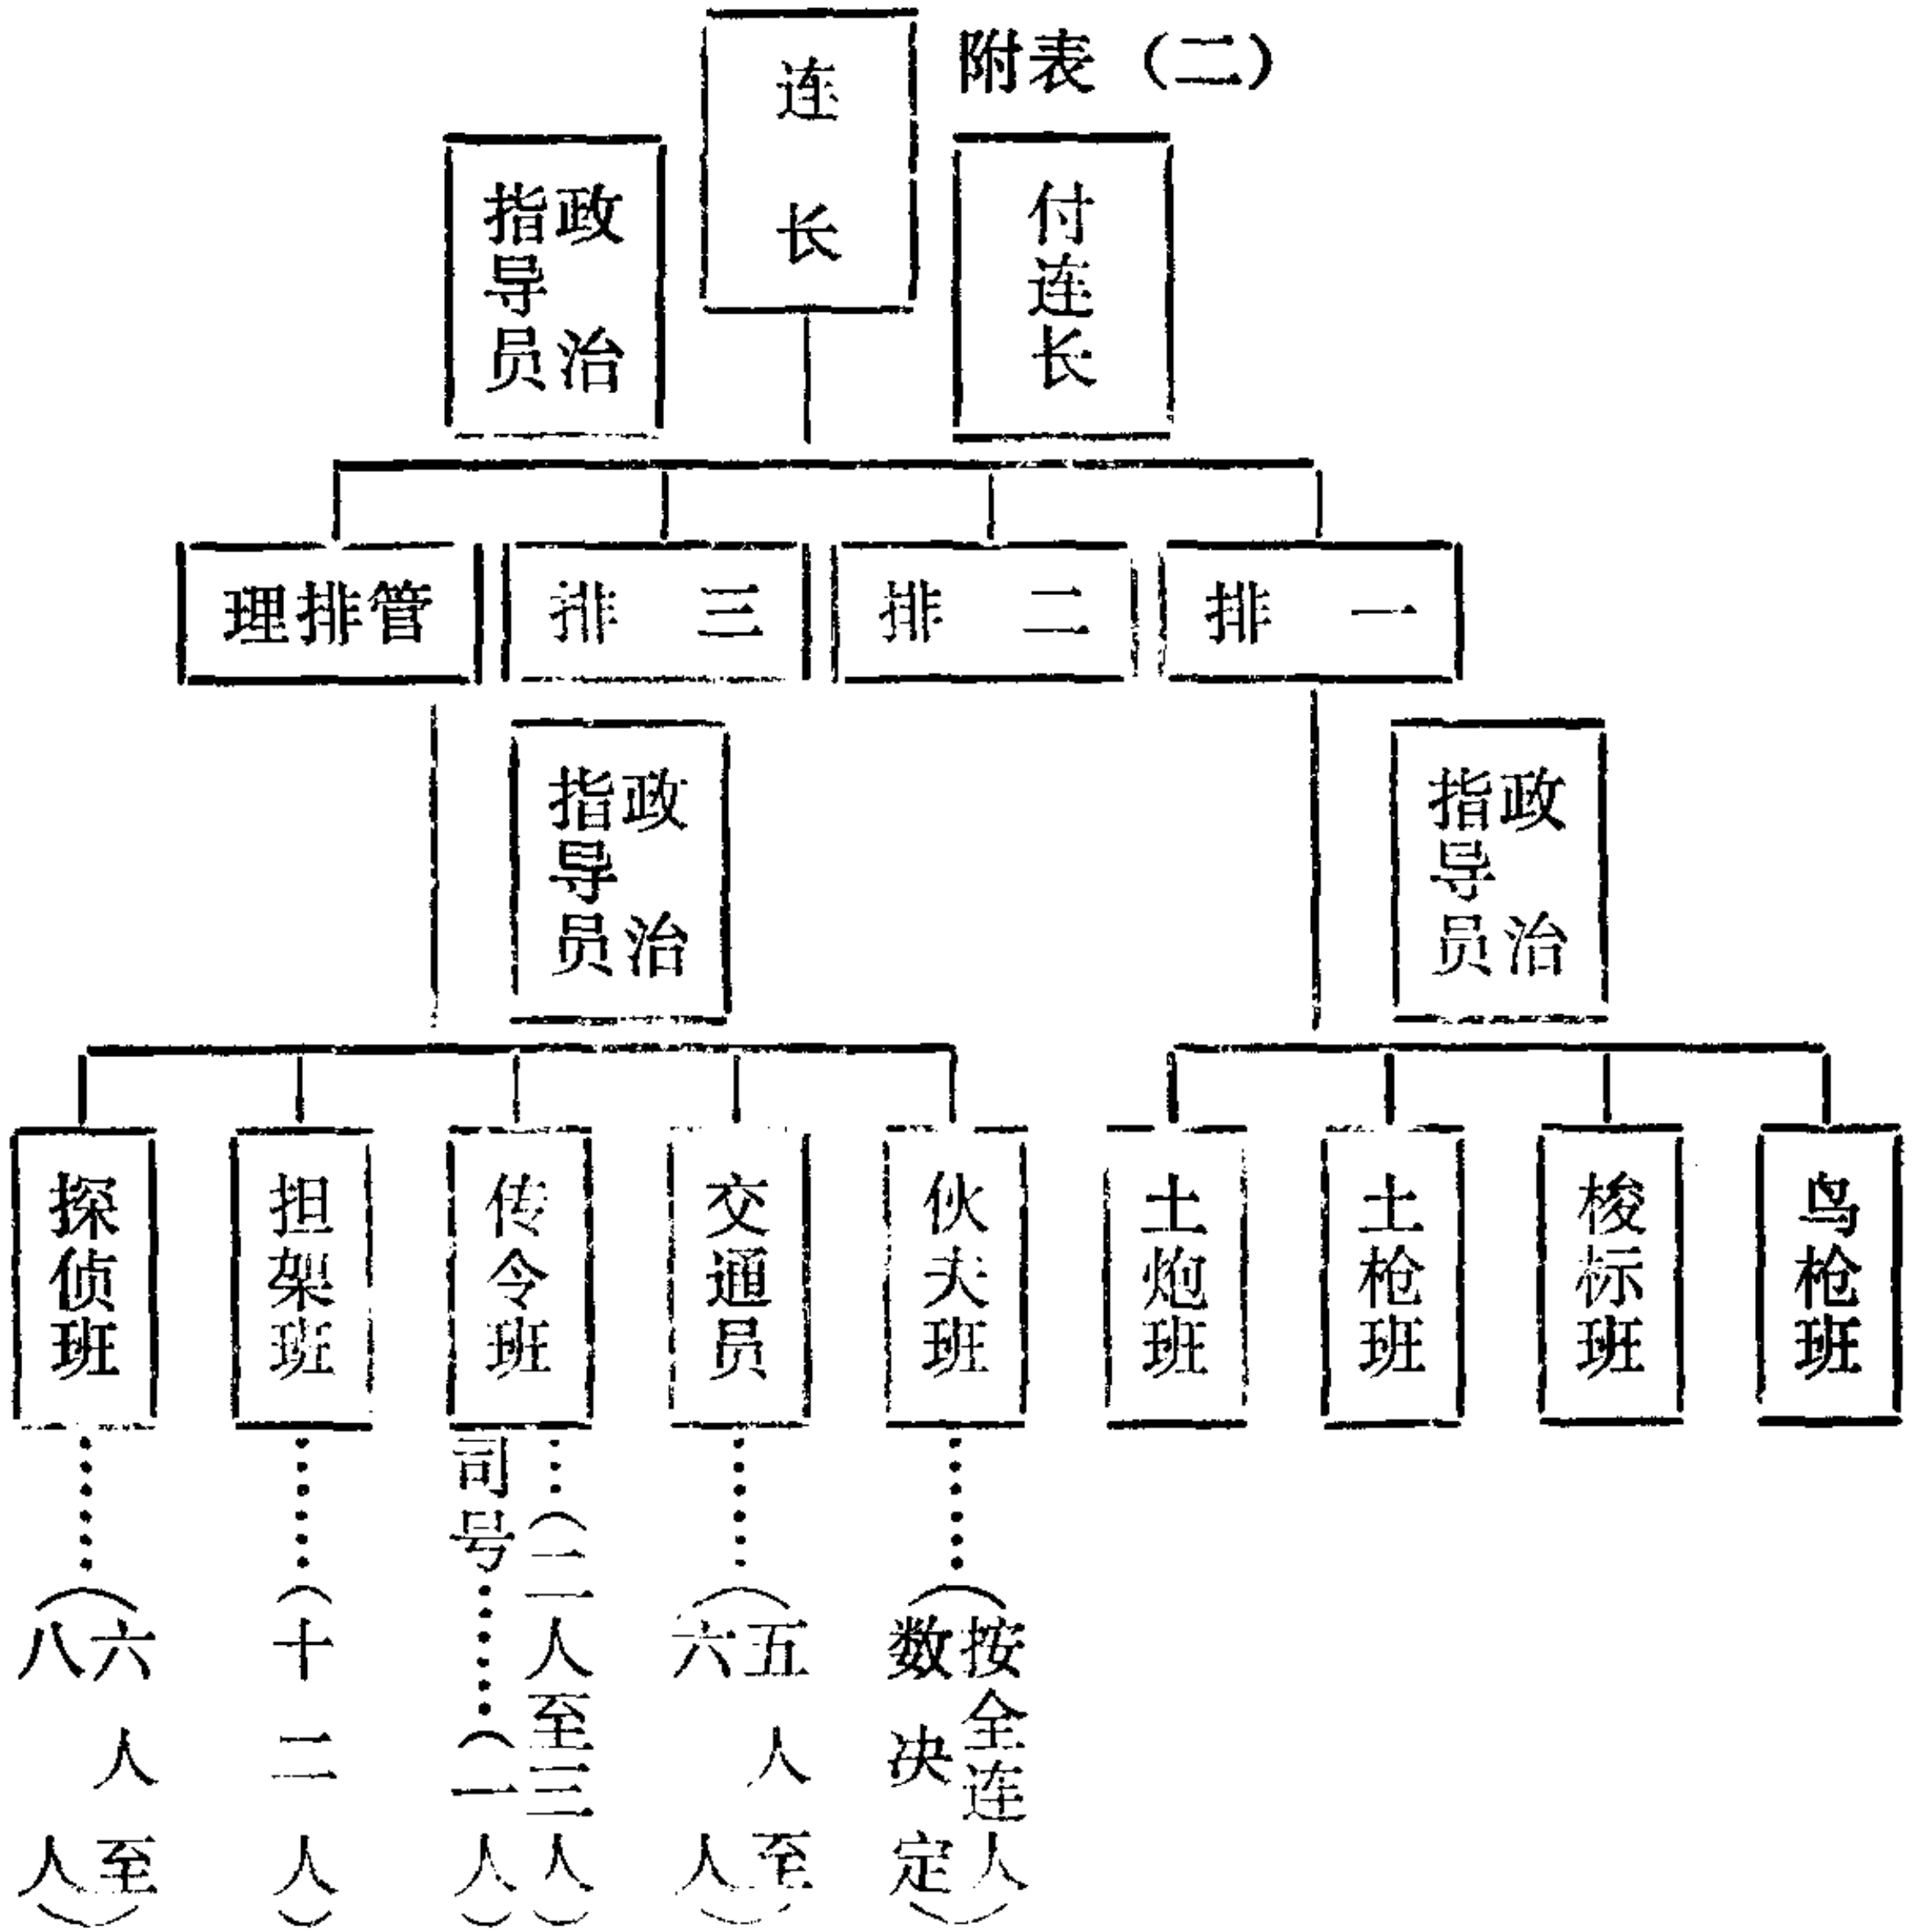 附表（二）
连长
付连长
政治
指导员
一排
二排
三排
管排理
政治
指导员
政治
指导员
鸟枪班
梭标班
土枪班
土炮班
伙夫班
交通员
传令班
担架班
探侦班
……（按全连人
数决定）
……（五人至
六人）
…（二人至三人）
司号……（一人）
……（十二人）
……（六人至
八人）